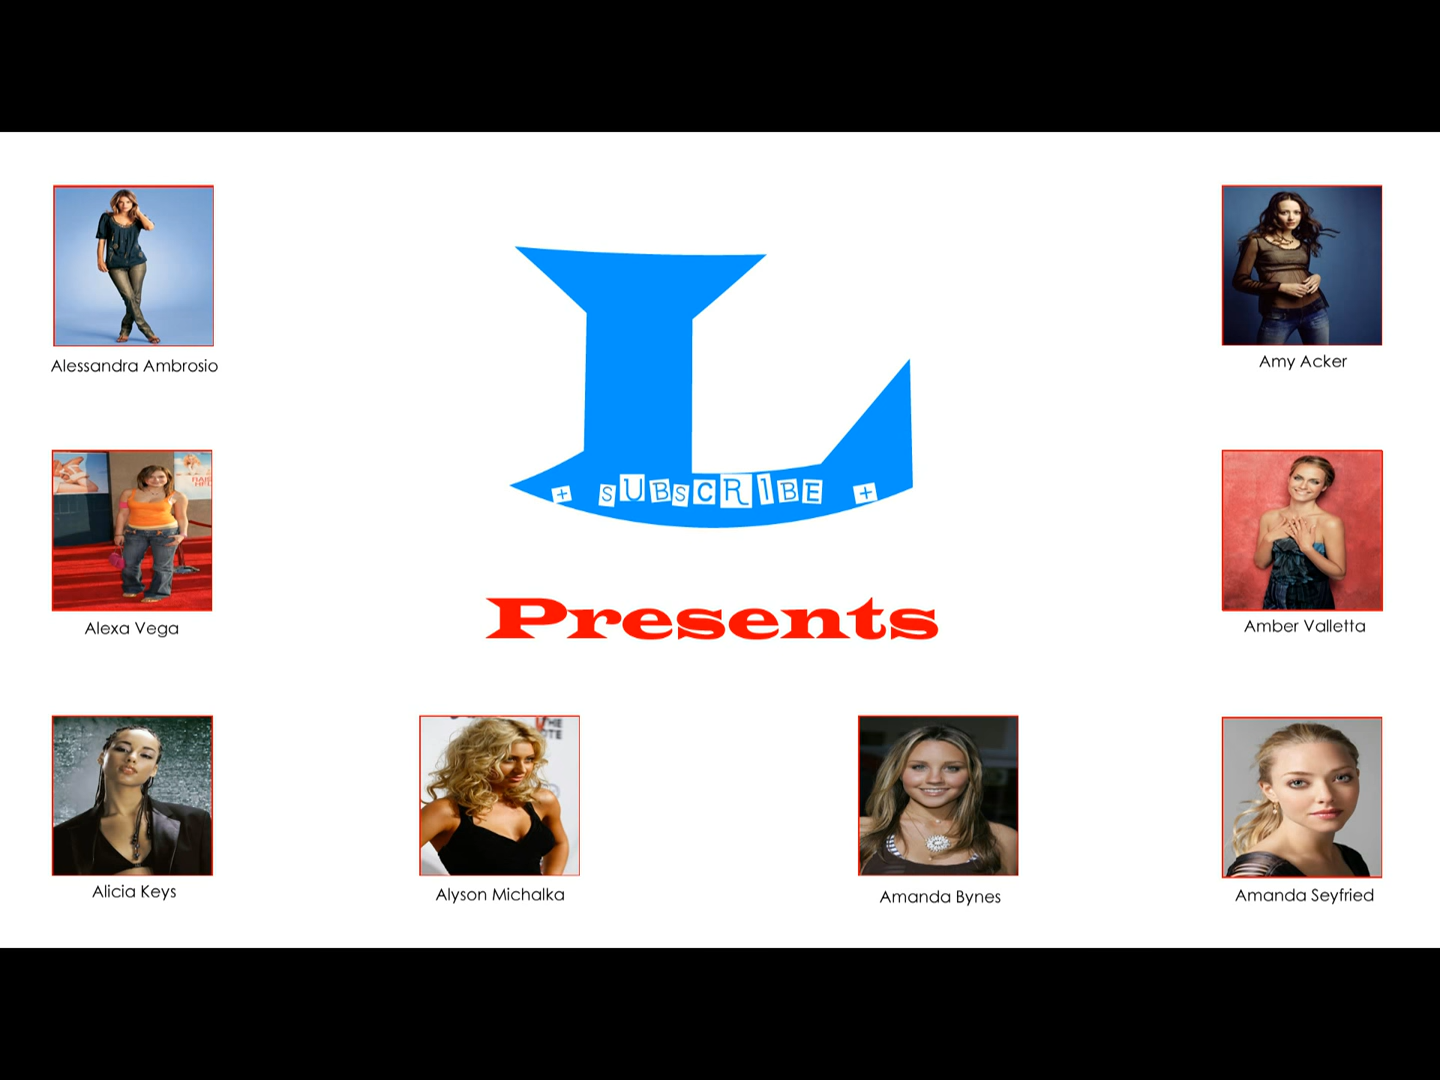 Alessandra Ambrosio
Amy Acker
+ SUBSCRIBE +
Alexa Vega
Amber Valletta
Presents
Alicia Keys
Alyson Michalka
Amanda Bynes
Amanda Seyfried